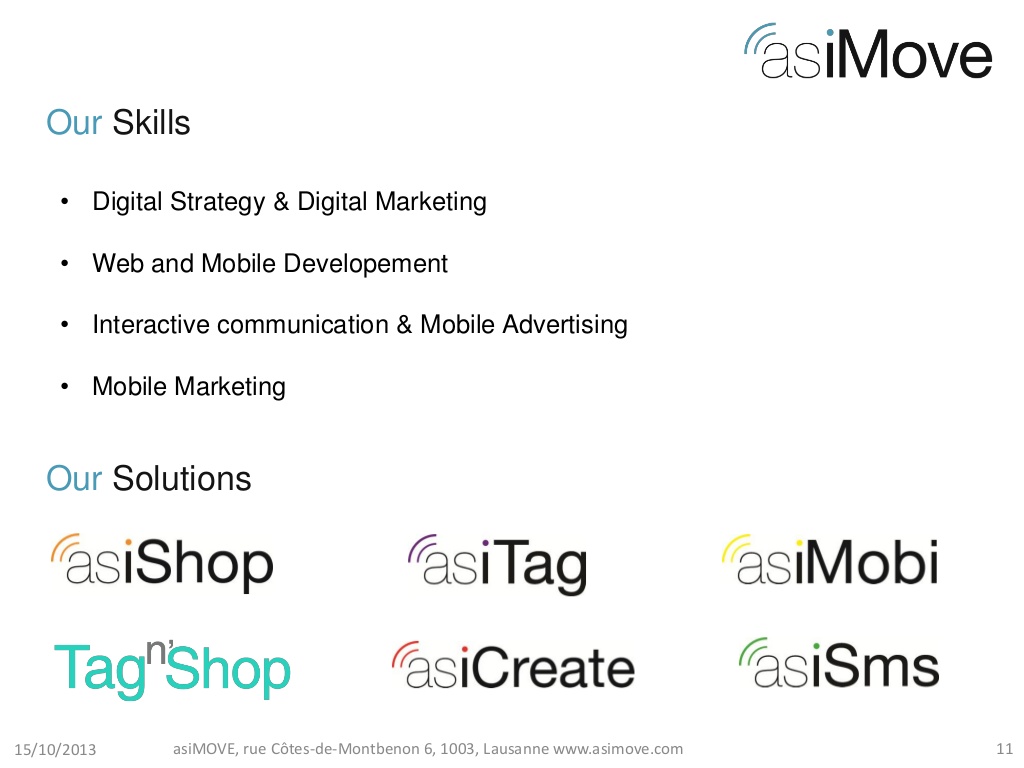 asiMove
Our Skills
• Digital Strategy & Digital Marketing
• Web and Mobile Developement
• Interactive communication & Mobile Advertising
• Mobile Marketing
Our Solutions
asiShop asiTag asiMobi
Tag n' Shop asiCreate asiSms
15/10/2013 asiMOVE, rue Côtes-de-Montbenon 6, 1003, Lausanne www.asimove.com 11